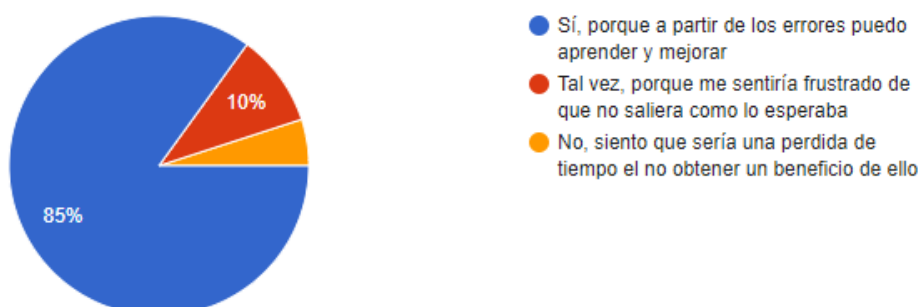 Sí, porque a partir de los errores puedo
aprender y mejorar
Tal vez, porque me sentiría frustrado de
que no saliera como lo esperaba
No, siento que sería una perdida de
tiempo el no obtener un beneficio de ello
10%
85%